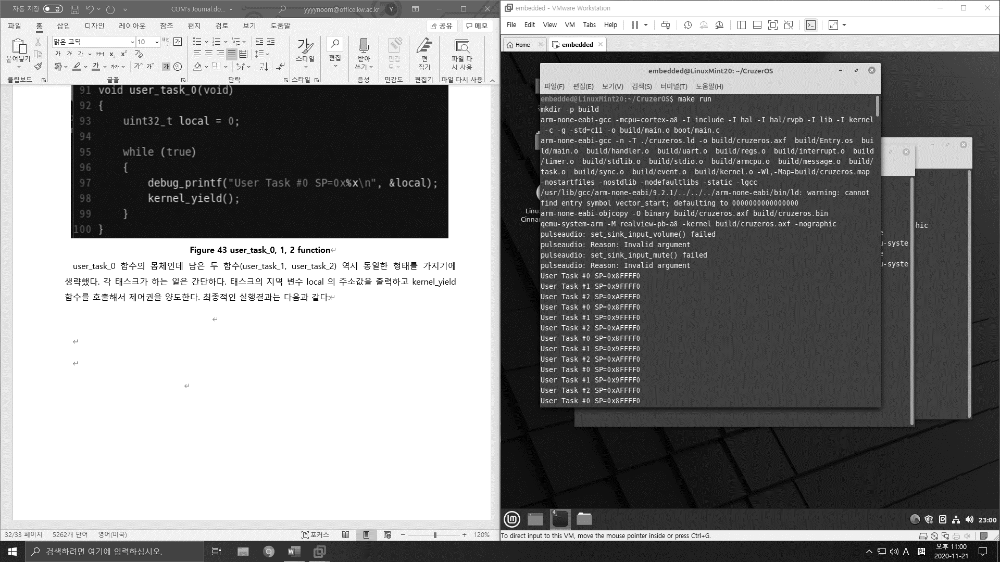 자동 저장 끔 COM's Journal.do... yyyynoom@office.kw.ac.kr Y
파일 홈 삽입 디자인 레이아웃 참조 편지 검토 보기 도움말 공유 메모
맑은 고딕 10
붙여넣기 스타일 편집 받아쓰기 민감도 편집기 파일 다시 사용
클립보드 글꼴 단락 스타일 음성 민감도 편집기 파일 다시 사용
91 void user_task_0(void)
92 {
93 uint32_t local = 0;
94
95 while (true)
96 {
97 debug_printf("User Task #0 SP=0x%x\n", &local);
98 kernel_yield();
99 }
100 }
Figure 43 user_task_0, 1, 2 function
user_task_0 함수의 몸체인데 남은 두 함수(user_task_1, user_task_2) 역시 동일한 형태를 가지기에
생략했다. 각 태스크가 하는 일은 간단하다. 태스크의 지역 변수 local 의 주소값을 출력하고 kernel_yield
함수를 호출해서 제어권을 양도한다. 최종적인 실행결과는 다음과 같다:
32/33 페이지 5262개 단어 영어(미국) 포커스 120%
embedded - VMware Workstation
File Edit View VM Tabs Help
Home embedded
embedded@LinuxMint20: ~/CruzerOS
파일(F) 편집(E) 보기(V) 검색(S) 터미널(T) 도움말(H)
embedded@LinuxMint20:~/CruzerOS$ make run
mkdir -p build
arm-none-eabi-gcc -mcpu=cortex-a8 -I include -I hal -I hal/rvpb -I lib -I kernel
-c -g -std=c11 -o build/main.o boot/main.c
arm-none-eabi-gcc -n -T ./cruzeros.ld -o build/cruzeros.axf build/Entry.os bui
ld/main.o build/handler.o build/uart.o build/regs.o build/interrupt.o build
/timer.o build/stdlib.o build/stdio.o build/armcpu.o build/message.o build/
task.o build/sync.o build/event.o build/kernel.o -Wl,-Map=build/cruzeros.map
-nostartfiles -nostdlib -nodefaultlibs -static -lgcc
/usr/lib/gcc/arm-none-eabi/9.2.1/../../../arm-none-eabi/bin/ld: warning: cannot
find entry symbol vector_start; defaulting to 0000000000000000
arm-none-eabi-objcopy -O binary build/cruzeros.axf build/cruzeros.bin
qemu-system-arm -M realview-pb-a8 -kernel build/cruzeros.axf -nographic
pulseaudio: set_sink_input_volume() failed
pulseaudio: Reason: Invalid argument
pulseaudio: set_sink_input_mute() failed
pulseaudio: Reason: Invalid argument
User Task #0 SP=0x8FFFF0
User Task #1 SP=0x9FFFF0
User Task #2 SP=0xAFFFF0
User Task #0 SP=0x8FFFF0
User Task #1 SP=0x9FFFF0
User Task #2 SP=0xAFFFF0
User Task #0 SP=0x8FFFF0
User Task #1 SP=0x9FFFF0
User Task #2 SP=0xAFFFF0
User Task #0 SP=0x8FFFF0
User Task #1 SP=0x9FFFF0
User Task #2 SP=0xAFFFF0
User Task #0 SP=0x8FFFF0
Linu
Cinna
hic
u-syste
u-syste
23:00
To direct input to this VM, move the mouse pointer inside or press Ctrl+G.
검색하려면 여기에 입력하십시오.
A 한 오후 11:00
2020-11-21